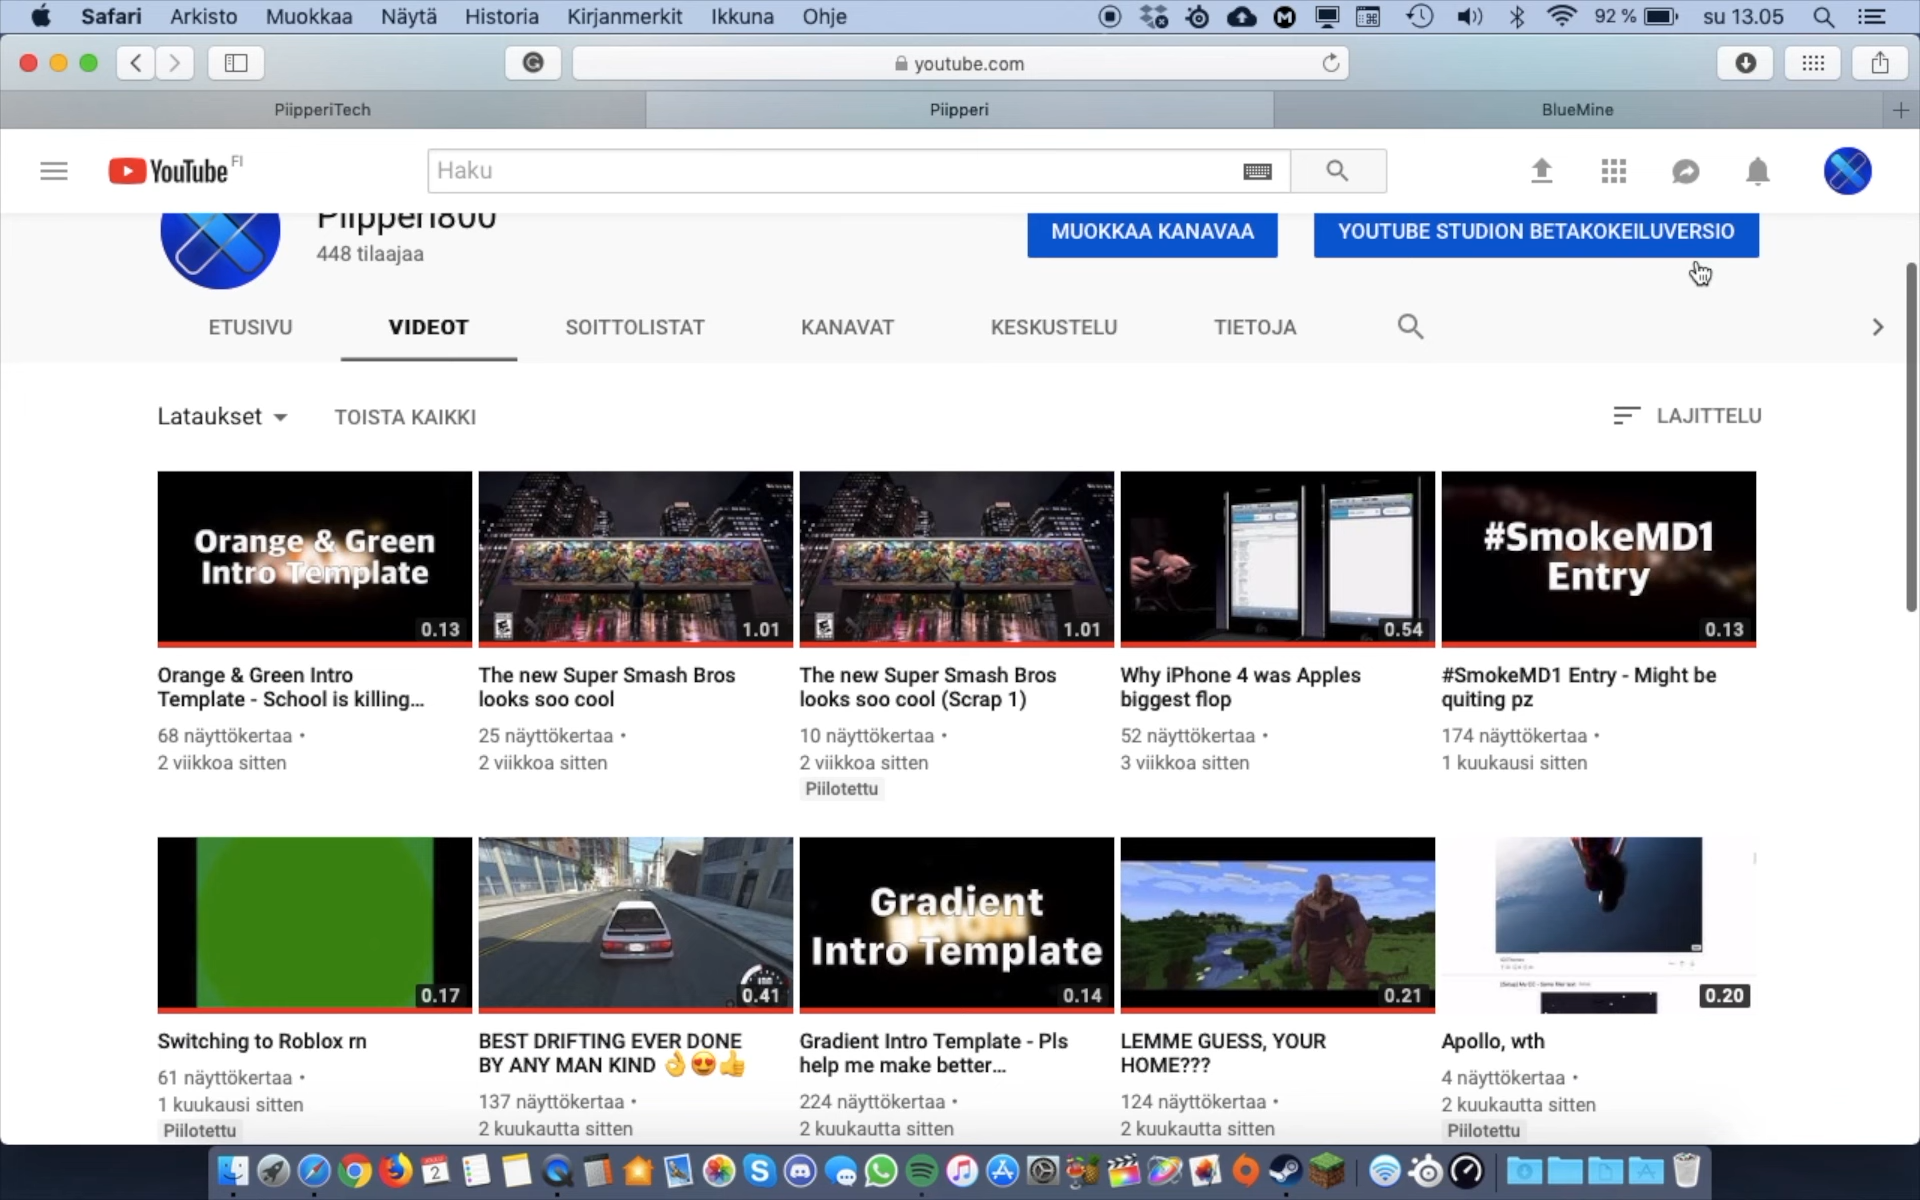 Safari Arkisto Muokkaa Näytä Historia Kirjanmerkit Ikkuna Ohje 92 % su 13.05
youtube.com
PiipperiTech Piipperi BlueMine
YouTube FI Haku
Piipperi800 MUOKKAA KANAVAA YOUTUBE STUDION BETAKOKEILUVERSIO
448 tilaajaa
ETUSIVU VIDEOT SOITTOLISTAT KANAVAT KESKUSTELU TIETOJA
Lataukset TOISTA KAIKKI LAJITTELU
Orange & Green
Intro Template
0.13
1.01
1.01
0.54
#SmokeMD1
Entry
0.13
Orange & Green Intro
Template - School is killing...
68 näyttökertaa •
2 viikkoa sitten
The new Super Smash Bros
looks soo cool
25 näyttökertaa •
2 viikkoa sitten
The new Super Smash Bros
looks soo cool (Scrap 1)
10 näyttökertaa •
2 viikkoa sitten
Piilotettu
Why iPhone 4 was Apples
biggest flop
52 näyttökertaa •
3 viikkoa sitten
#SmokeMD1 Entry - Might be
quiting pz
174 näyttökertaa •
1 kuukausi sitten
0.17
0.41
Gradient
Intro Template
0.14
0.21
0.20
Switching to Roblox rn
61 näyttökertaa •
1 kuukausi sitten
Piilotettu
BEST DRIFTING EVER DONE
BY ANY MAN KIND 👌😍👍
137 näyttökertaa •
2 kuukautta sitten
Gradient Intro Template - Pls
help me make better...
224 näyttökertaa •
2 kuukautta sitten
LEMME GUESS, YOUR
HOME???
124 näyttökertaa •
2 kuukautta sitten
Apollo, wth
4 näyttökertaa •
2 kuukautta sitten
Piilotettu
2